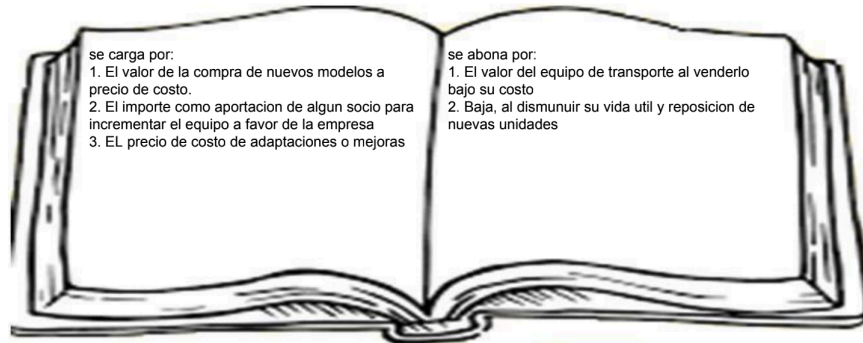 se carga por:
1. El valor de la compra de nuevos modelos a
precio de costo.
2. El importe como aportacion de algun socio para
incrementar el equipo a favor de la empresa
3. EL precio de costo de adaptaciones o mejoras
se abona por:
1. El valor del equipo de transporte al venderlo
bajo su costo
2. Baja, al dismunuir su vida util y reposicion de
nuevas unidades